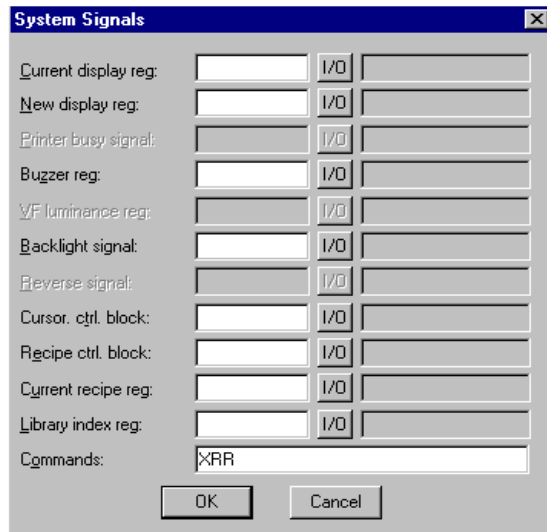 System Signals
Current display reg: I/O
New display reg: I/O
Printer busy signal: I/O
Buzzer reg: I/O
VF luminance reg: I/O
Backlight signal: I/O
Reverse signal: I/O
Cursor. ctrl. block: I/O
Recipe ctrl. block: I/O
Current recipe reg: I/O
Library index reg: I/O
Commands: XRR
OK Cancel